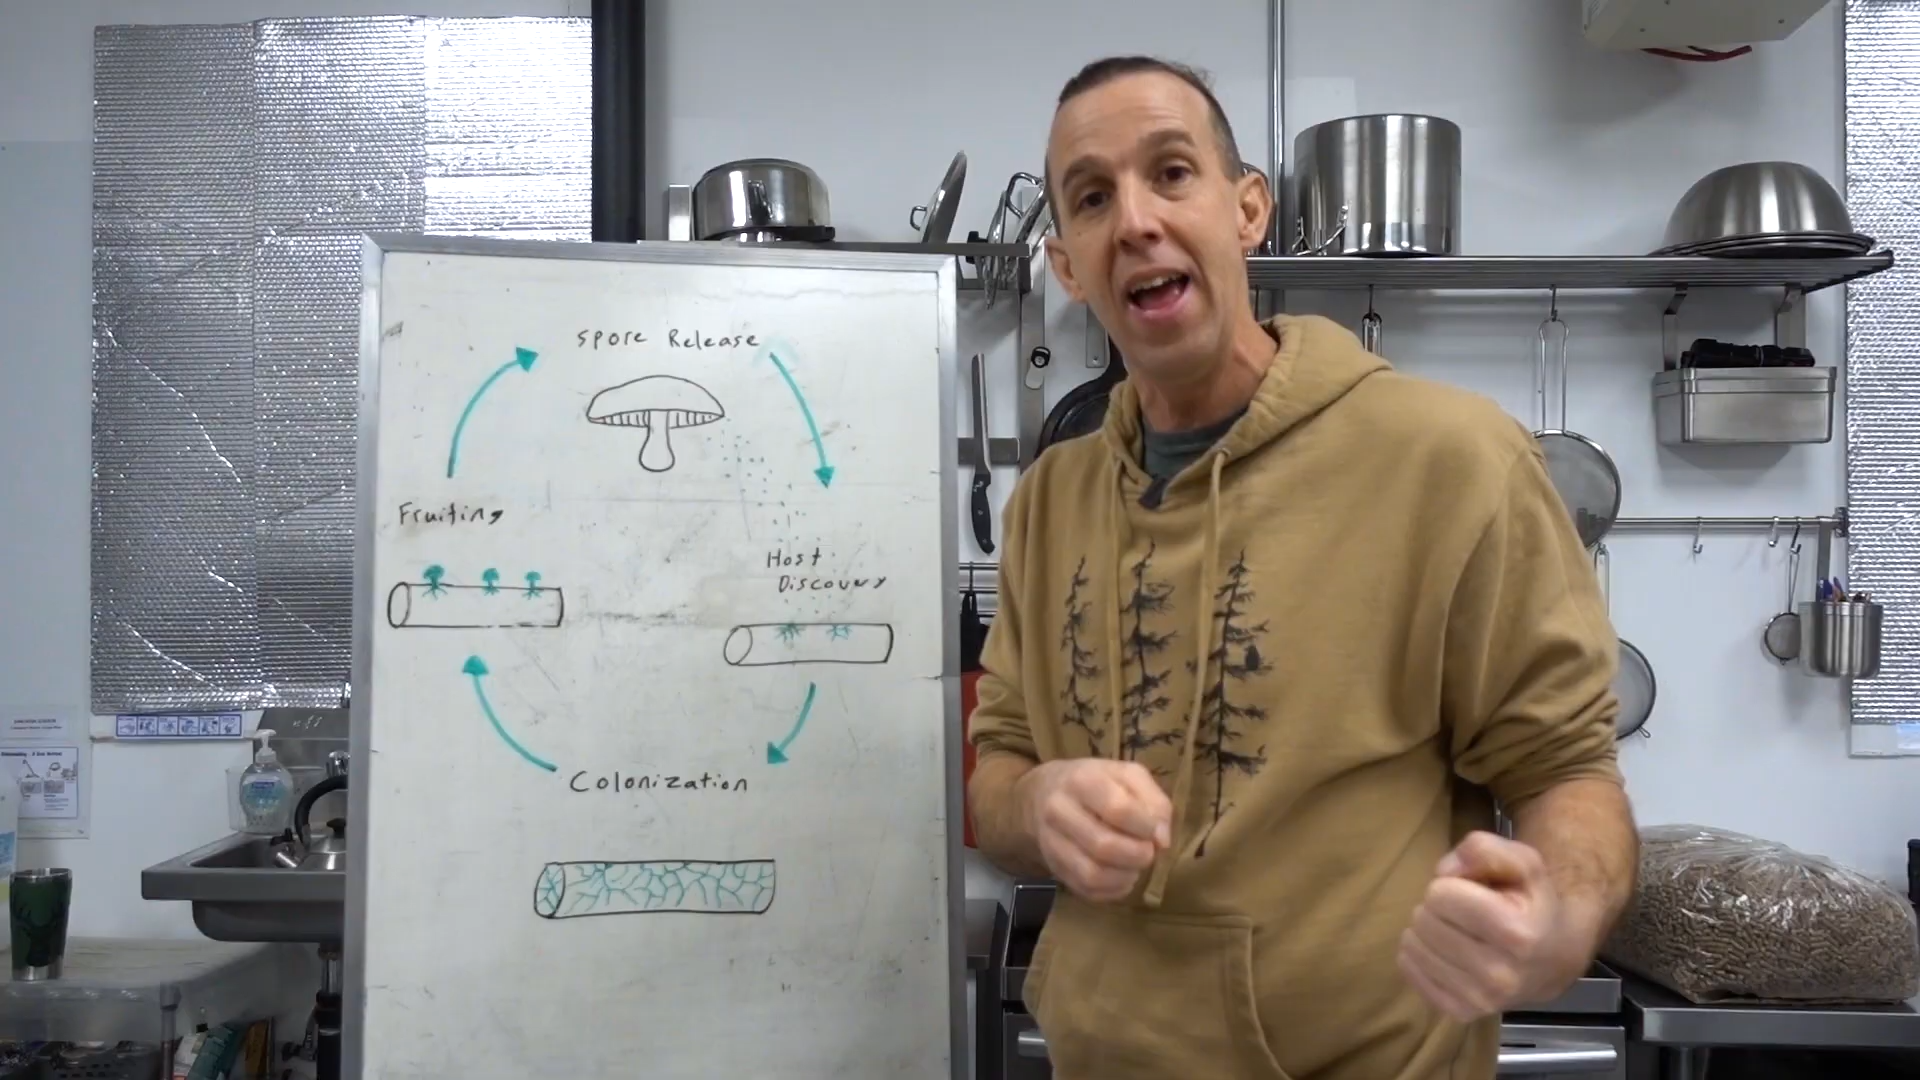 Spore Release
Fruiting
Host
Discovery
Colonization